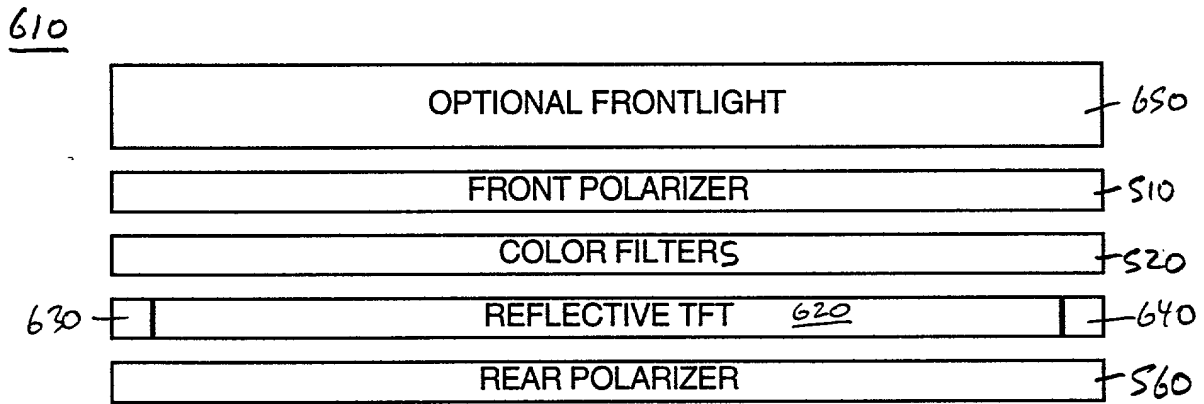 610
OPTIONAL FRONTLIGHT 650
FRONT POLARIZER 510
COLOR FILTERS 520
630 REFLECTIVE TFT 620 640
REAR POLARIZER 560